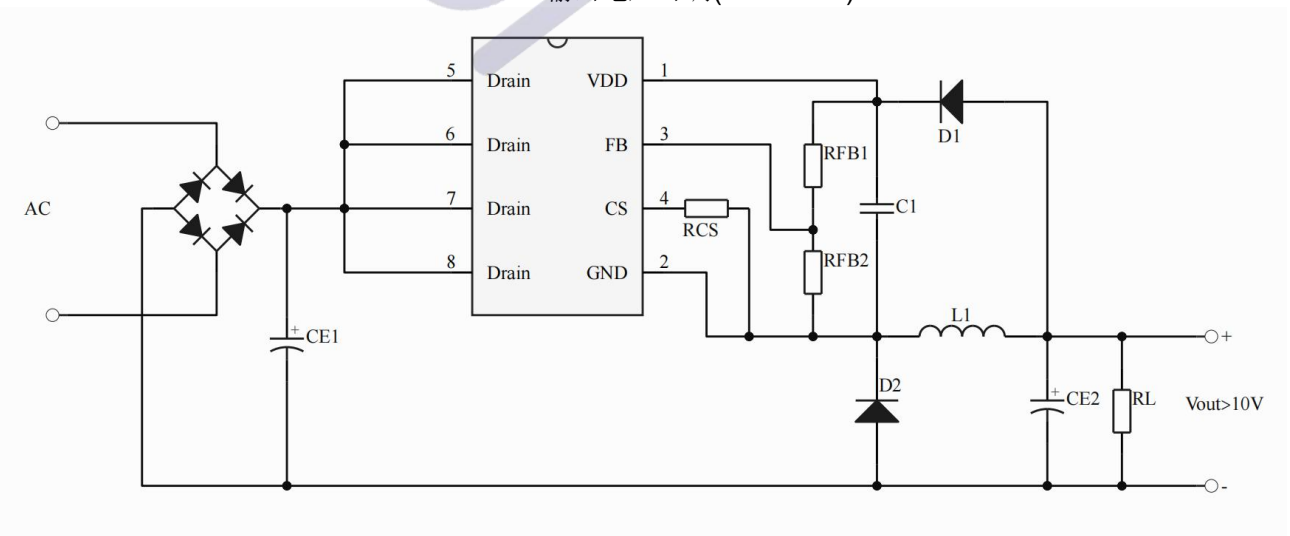 5 Drain VDD 1
D1
6 Drain FB 3
RFB1
AC
7 Drain CS 4
RCS
C1
8 Drain GND 2
RFB2
+ CE1
L1
+
D2
+ CE2
RL
Vout>10V
-